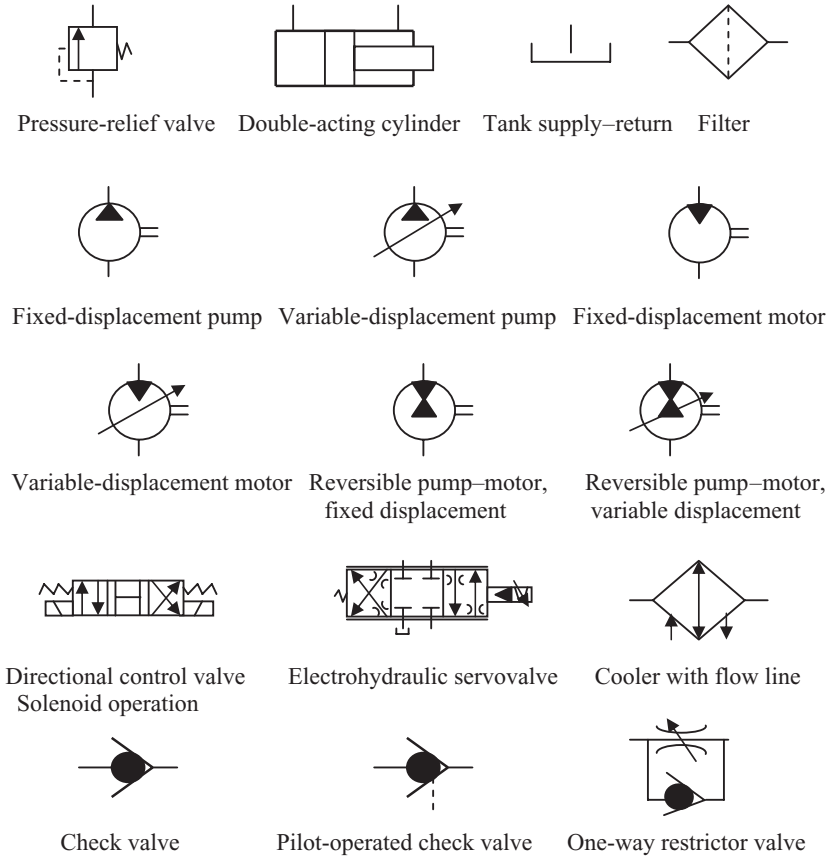 Pressure-relief valve Double-acting cylinder Tank supply–return Filter
Fixed-displacement pump Variable-displacement pump Fixed-displacement motor
Variable-displacement motor Reversible pump–motor, Reversible pump–motor,
fixed displacement variable displacement
Directional control valve Electrohydraulic servovalve Cooler with flow line
Solenoid operation
Check valve Pilot-operated check valve One-way restrictor valve